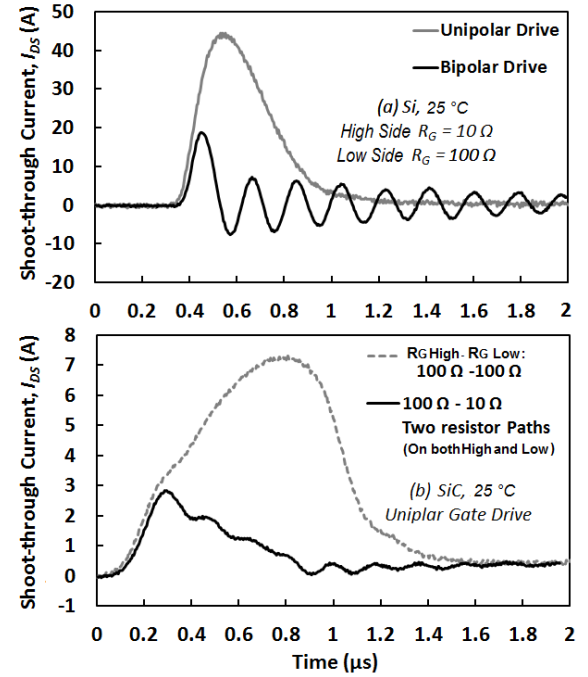 50
40
30
20
10
0
-10
-20
Shoot-through Current, IDS (A)
Unipolar Drive
Bipolar Drive
(a) Si, 25 °C
High Side RG = 10 Ω
Low Side RG = 100 Ω
0 0.2 0.4 0.6 0.8 1 1.2 1.4 1.6 1.8 2
8
7
6
5
4
3
2
1
0
-1
Shoot-through Current, IDS (A)
RG High - RG Low:
100 Ω -100 Ω
100 Ω - 10 Ω
Two resistor Paths
(On both High and Low)
(b) SiC, 25 °C
Uniplar Gate Drive
0 0.2 0.4 0.6 0.8 1 1.2 1.4 1.6 1.8 2
Time (µs)